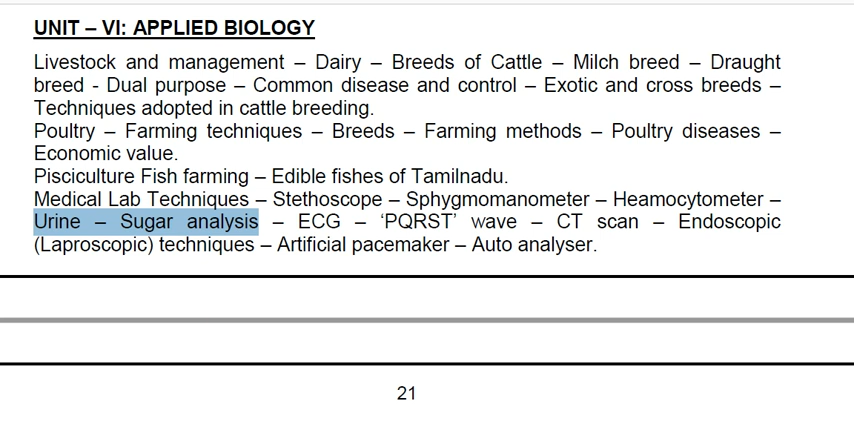 UNIT – VI: APPLIED BIOLOGY
Livestock and management – Dairy – Breeds of Cattle – Milch breed – Draught
breed - Dual purpose – Common disease and control – Exotic and cross breeds –
Techniques adopted in cattle breeding.
Poultry – Farming techniques – Breeds – Farming methods – Poultry diseases –
Economic value.
Pisciculture Fish farming – Edible fishes of Tamilnadu.
Medical Lab Techniques – Stethoscope – Sphygmomanometer – Heamocytometer –
Urine – Sugar analysis – ECG – ‘PQRST’ wave – CT scan – Endoscopic
(Laproscopic) techniques – Artificial pacemaker – Auto analyser.
21